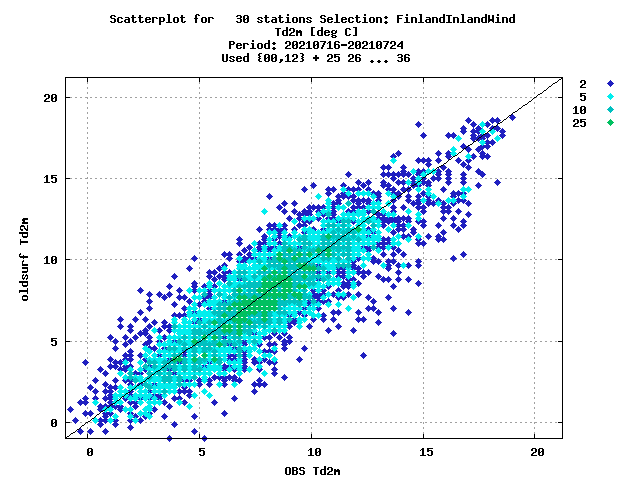 Scatterplot for 30 stations Selection: FinlandInlandWind
Td2m [deg C]
Period: 20210716-20210724
Used {00,12} + 25 26 ... 36
2
5
10
25
20
15
10
5
0
oldsurf Td2m
0 5 10 15 20
OBS Td2m